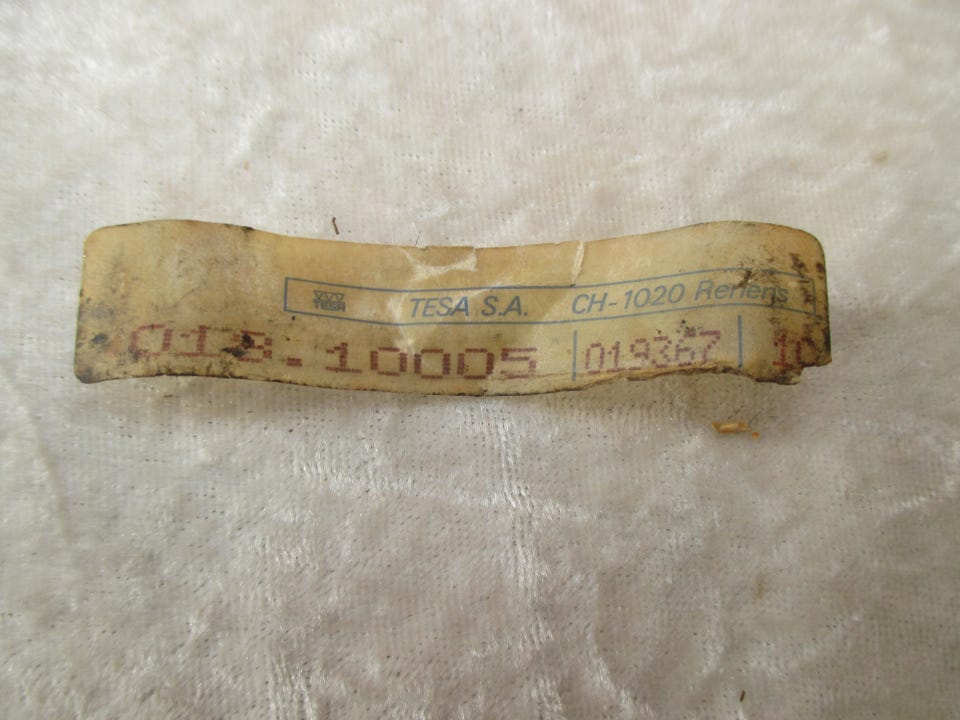 TESA TESA S.A. CH-1020 Renens
018.10005 019367 10